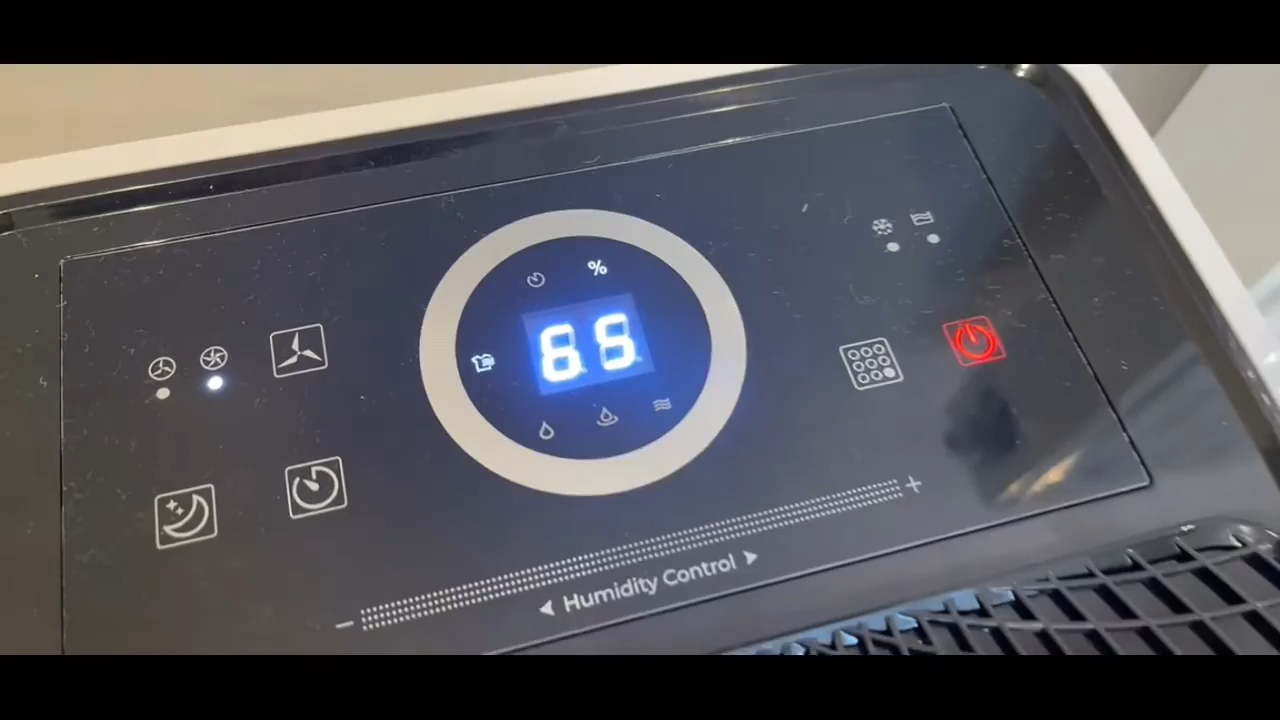 %
65
− +
◄ Humidity Control ►